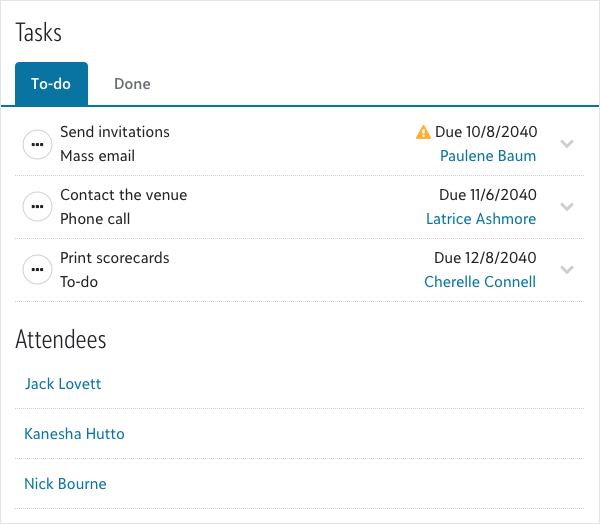 Tasks
To-do Done
Send invitations Due 10/8/2040
Mass email Paulene Baum
Contact the venue Due 11/6/2040
Phone call Latrice Ashmore
Print scorecards Due 12/8/2040
To-do Cherelle Connell
Attendees
Jack Lovett
Kanesha Hutto
Nick Bourne